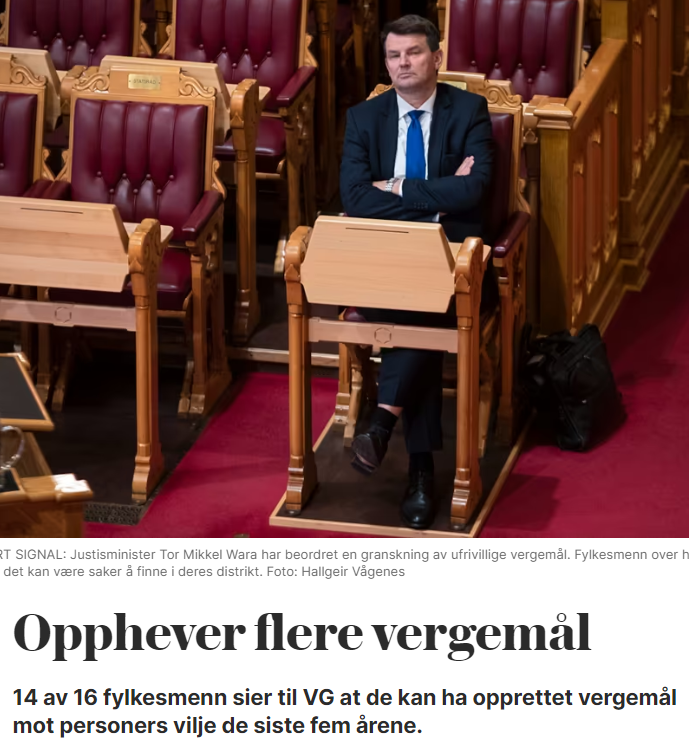 RT SIGNAL: Justisminister Tor Mikkel Wara har beordret en granskning av ufrivillige vergemål. Fylkesmenn over h
det kan være saker å finne i deres distrikt. Foto: Hallgeir Vågenes
Opphever flere vergemål
14 av 16 fylkesmenn sier til VG at de kan ha opprettet vergemål
mot personers vilje de siste fem årene.